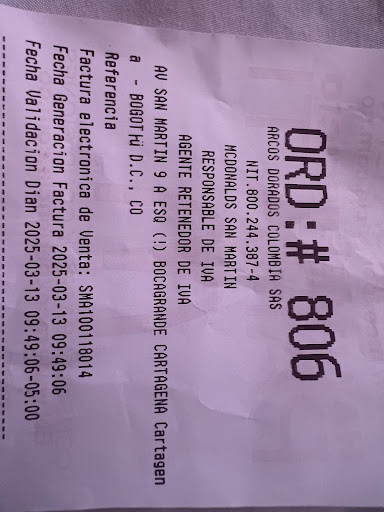 ORD:# 806
ARCOS DORADOS COLOMBIA SAS
NIT.800.244.387-4
MCDONALDS SAN MARTIN
RESPONSABLE DE IVA
AGENTE RETENEDOR DE IVA
AV SAN MARTIN 9 A ESQ (!) BOCAGRANDE CARTAGENA Cartagen
a - BOGOTHü D.C., CO
Referencia
Factura electronica de Venta: SMA100118014
Fecha Generacion Factura 2025-03-13 09:49:06
Fecha Validacion Dian 2025-03-13 09:49:06-05:00